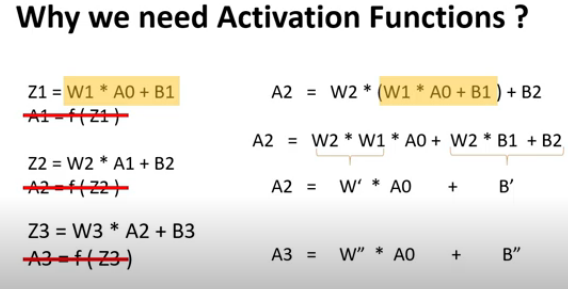 Why we need Activation Functions ?
Z1 = W1 * A0 + B1
A1 = f ( Z1 )
Z2 = W2 * A1 + B2
A2 = f ( Z2 )
Z3 = W3 * A2 + B3
A3 = f ( Z3 )
A2 = W2 * (W1 * A0 + B1 ) + B2
A2 = W2 * W1 * A0 + W2 * B1 + B2
A2 = W‘ * A0 + B’
A3 = W” * A0 + B”